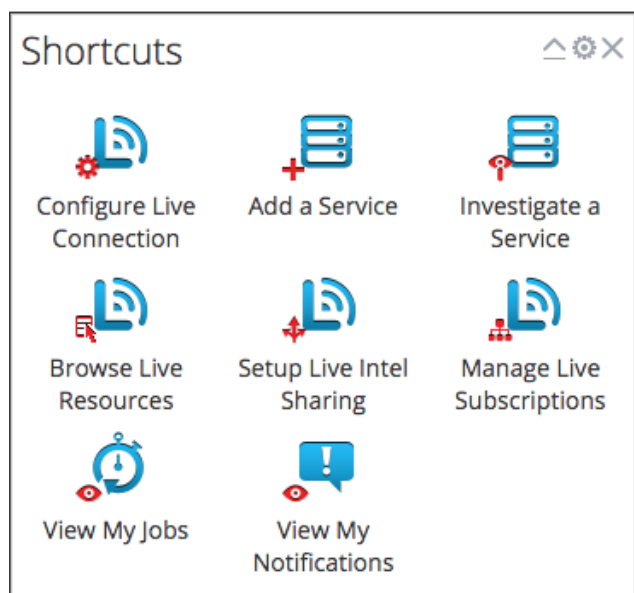 Shortcuts
Configure Live
Connection
Add a Service
Investigate a
Service
Browse Live
Resources
Setup Live Intel
Sharing
Manage Live
Subscriptions
View My Jobs
View My
Notifications